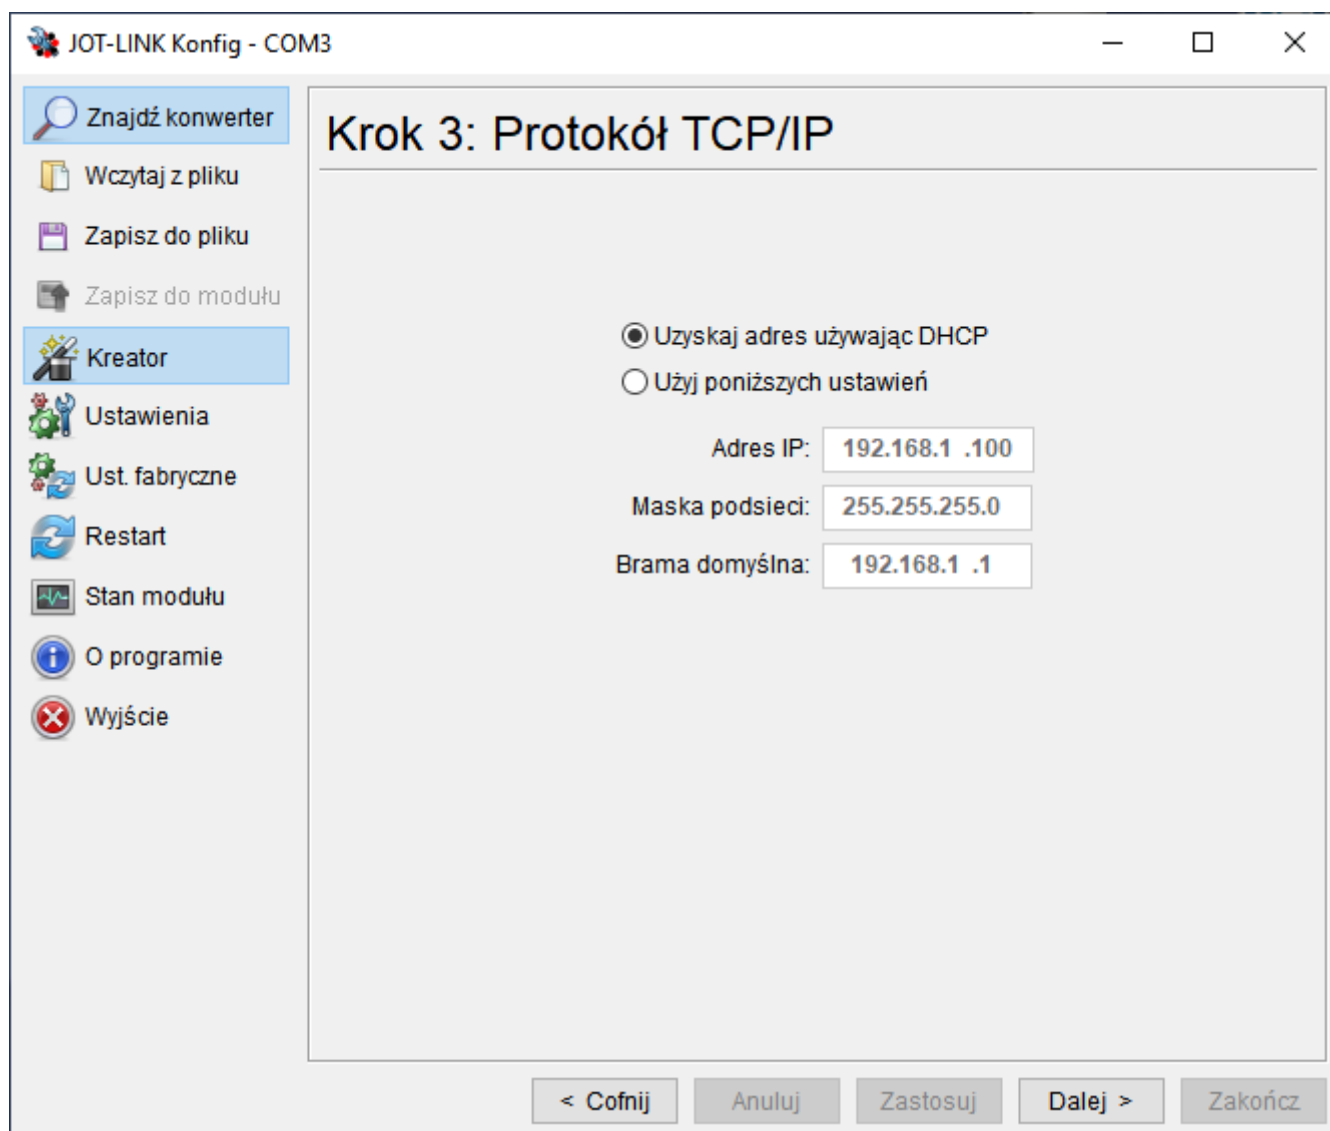 JOT-LINK Konfig - COM3
Znajdź konwerter
Wczytaj z pliku
Zapisz do pliku
Zapisz do modułu
Kreator
Ustawienia
Ust. fabryczne
Restart
Stan modułu
O programie
Wyjście
Krok 3: Protokół TCP/IP
Uzyskaj adres używając DHCP
Użyj poniższych ustawień
Adres IP: 192.168.1 .100
Maska podsieci: 255.255.255.0
Brama domyślna: 192.168.1 .1
< Cofnij Anuluj Zastosuj Dalej > Zakończ